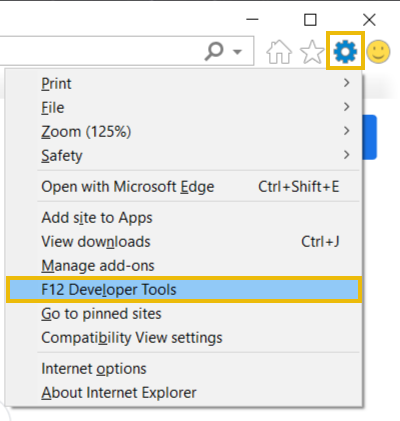 Print
File
Zoom (125%)
Safety
Open with Microsoft Edge Ctrl+Shift+E
Add site to Apps
View downloads Ctrl+J
Manage add-ons
F12 Developer Tools
Go to pinned sites
Compatibility View settings
Internet options
About Internet Explorer